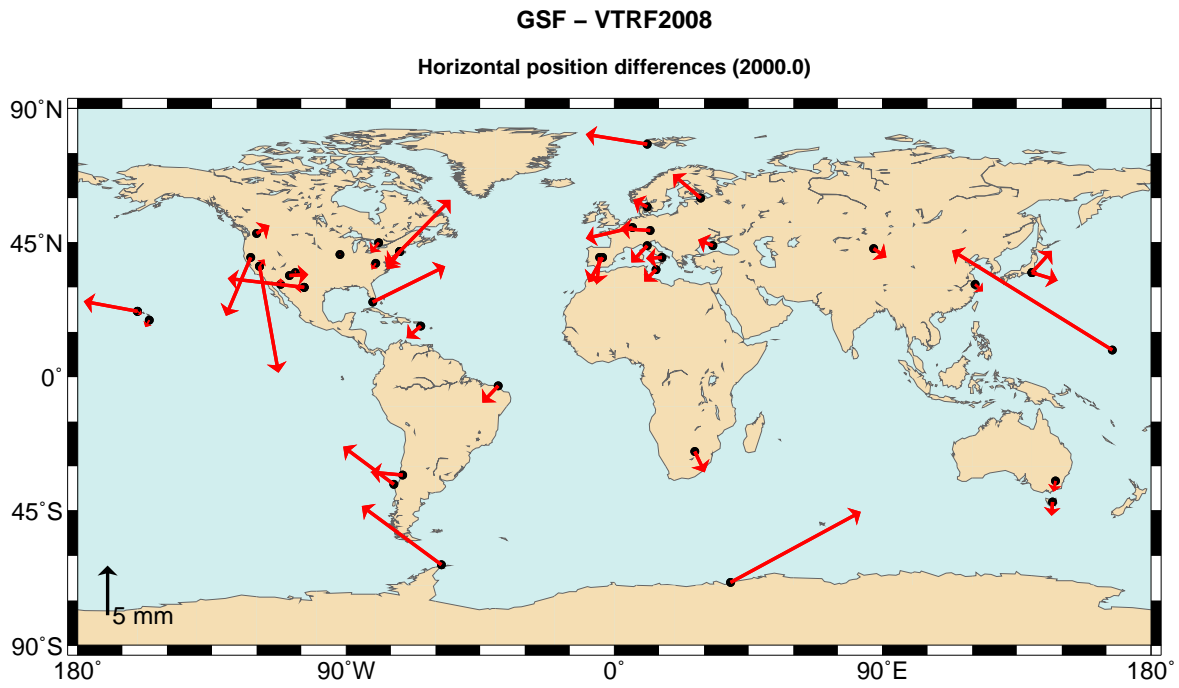 GSF – VTRF2008
Horizontal position differences (2000.0)
90˚N
45˚N
0˚
45˚S
90˚S
5 mm
180˚
90˚W
0˚
90˚E
180˚